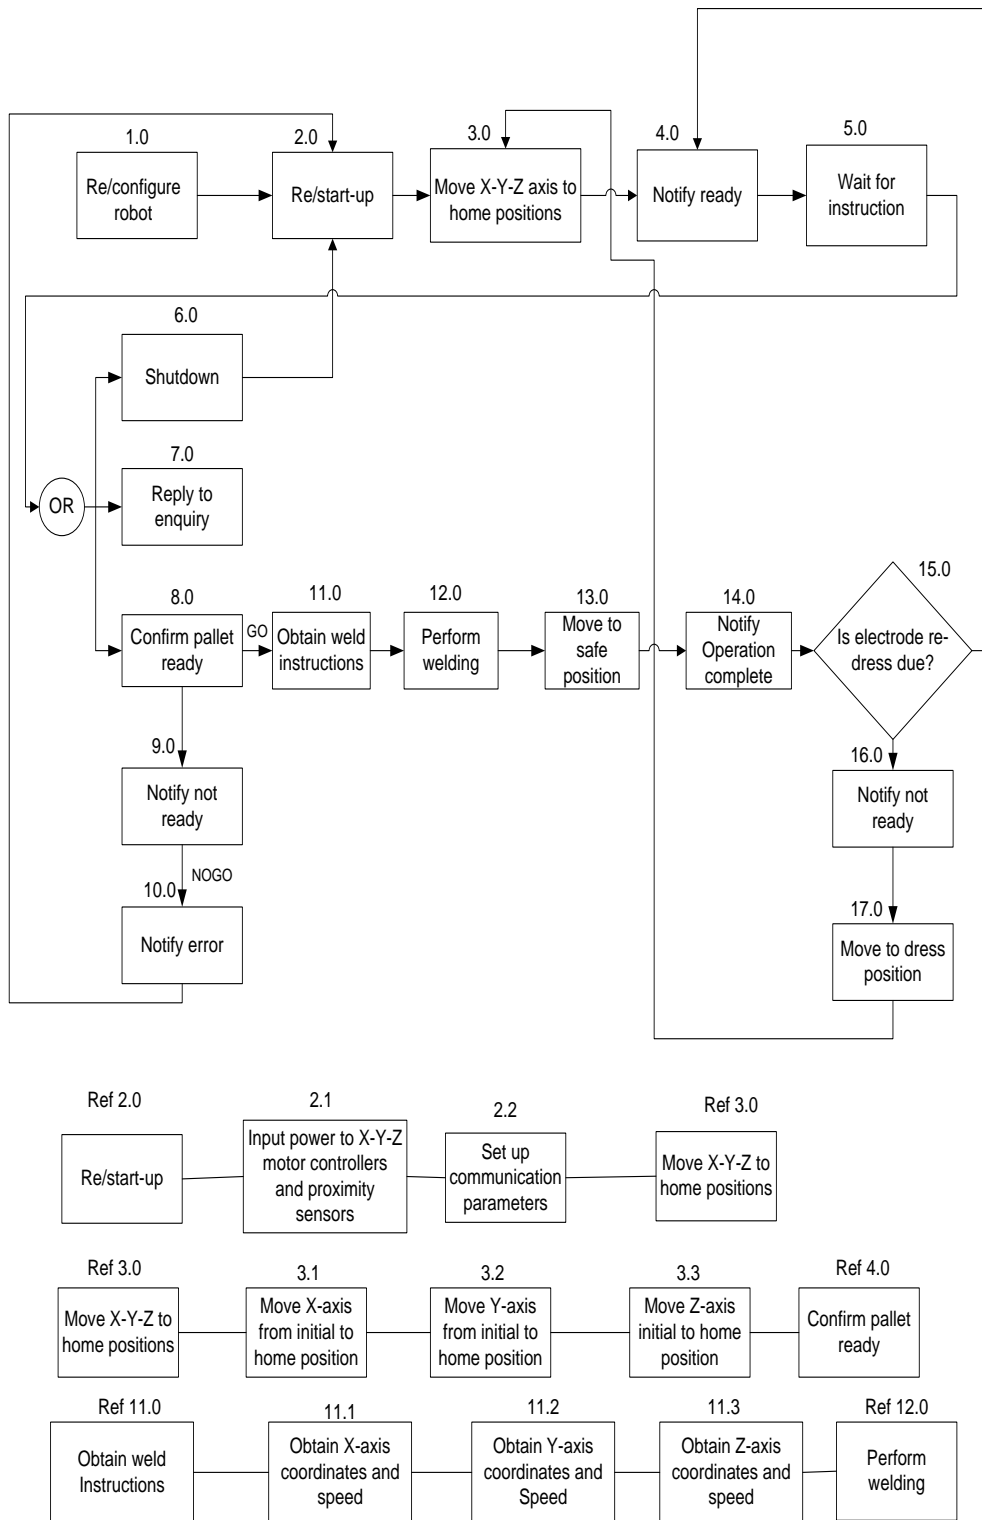 1.0
Re/configure
robot
2.0
Re/start-up
3.0
Move X-Y-Z axis to
home positions
4.0
Notify ready
5.0
Wait for
instruction
6.0
Shutdown
7.0
Reply to
enquiry
OR
8.0
Confirm pallet
ready
GO
11.0
Obtain weld
instructions
12.0
Perform
welding
13.0
Move to
safe
position
14.0
Notify
Operation
complete
15.0
Is electrode re-
dress due?
9.0
Notify not
ready
NOGO
10.0
Notify error
16.0
Notify not
ready
17.0
Move to dress
position
Ref 2.0
Re/start-up
2.1
Input power to X-Y-Z
motor controllers
and proximity
sensors
2.2
Set up
communication
parameters
Ref 3.0
Move X-Y-Z to
home positions
Ref 3.0
Move X-Y-Z to
home positions
3.1
Move X-axis
from initial to
home position
3.2
Move Y-axis
from initial to
home position
3.3
Move Z-axis
initial to home
position
Ref 4.0
Confirm pallet
ready
Ref 11.0
Obtain weld
Instructions
11.1
Obtain X-axis
coordinates and
speed
11.2
Obtain Y-axis
coordinates and
Speed
11.3
Obtain Z-axis
coordinates and
speed
Ref 12.0
Perform
welding